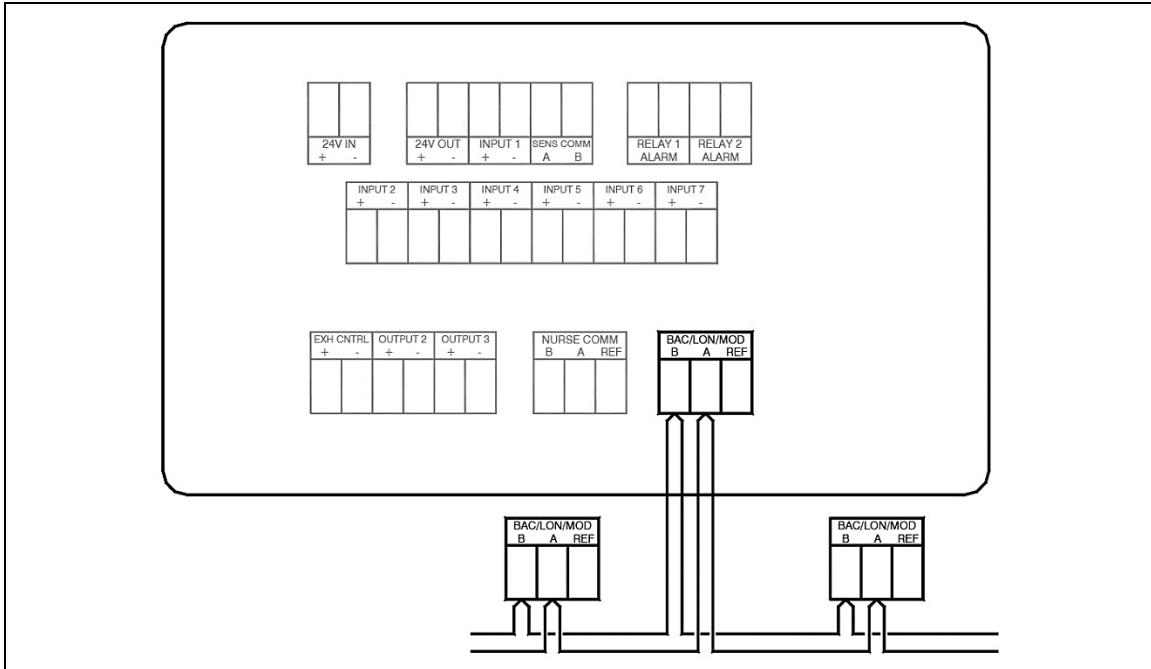 24V IN
+ -
24V OUT INPUT 1 SENS COMM
+ - + - A B
RELAY 1 RELAY 2
ALARM ALARM
INPUT 2 INPUT 3 INPUT 4 INPUT 5 INPUT 6 INPUT 7
+ - + - + - + - + - + -
EXH CNTRL OUTPUT 2 OUTPUT 3
+ - + - + -
NURSE COMM
B A REF
BAC/LON/MOD
B A REF
BAC/LON/MOD
B A REF
BAC/LON/MOD
B A REF